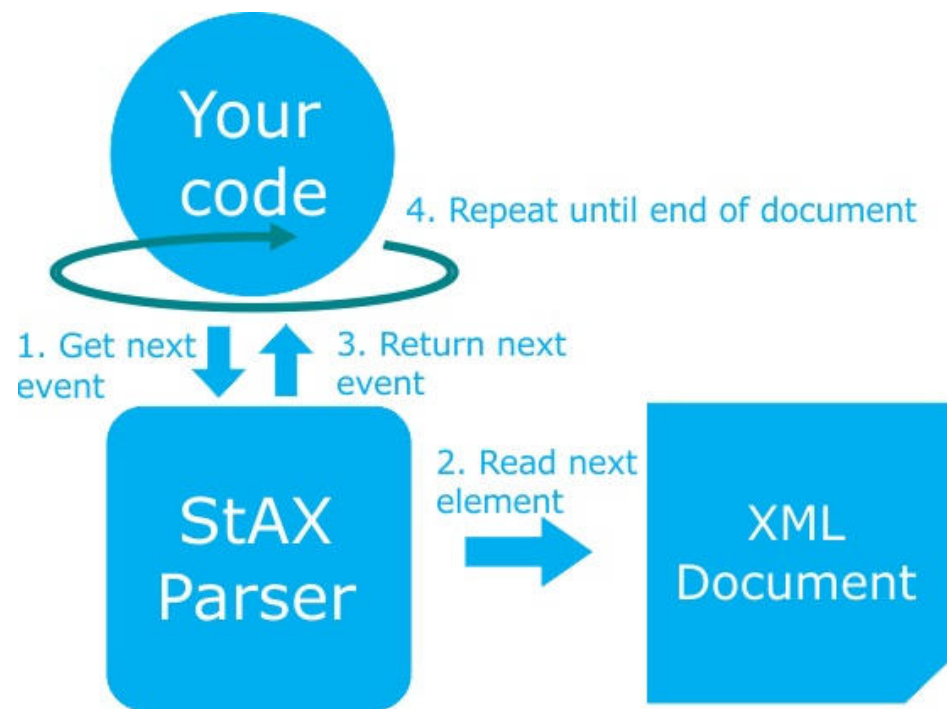 Your
code
4. Repeat until end of document
1. Get next
event
3. Return next
event
2. Read next
element
StAX
Parser
XML
Document